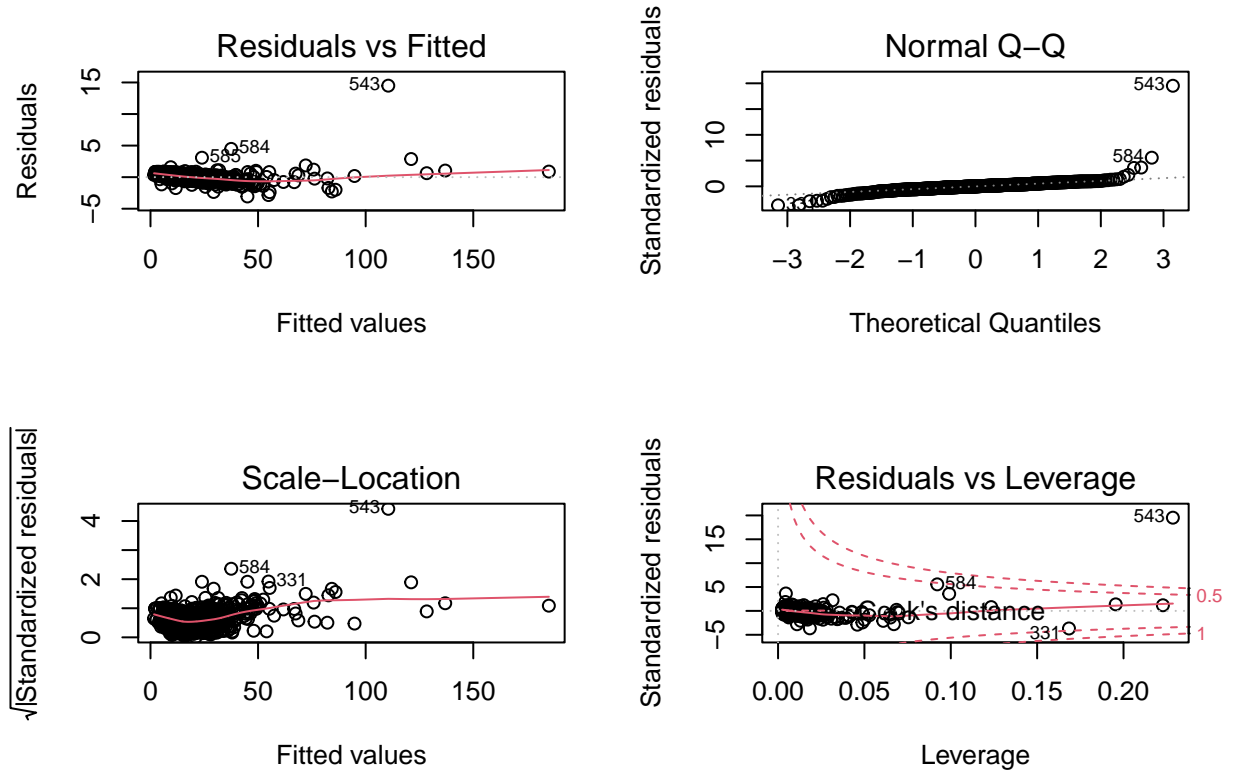 Residuals vs Fitted
Residuals
15
5
−5
543
584
585
0 50 100 150
Fitted values
Normal Q−Q
Standardized residuals
10
0
543
584
331
−3 −2 −1 0 1 2 3
Theoretical Quantiles
Scale−Location
√|Standardized residuals|
4
2
0
543
584
331
0 50 100 150
Fitted values
Residuals vs Leverage
Standardized residuals
15
5
−5
543
584
Cook's distance
331
0.5
1
0.00 0.05 0.10 0.15 0.20
Leverage